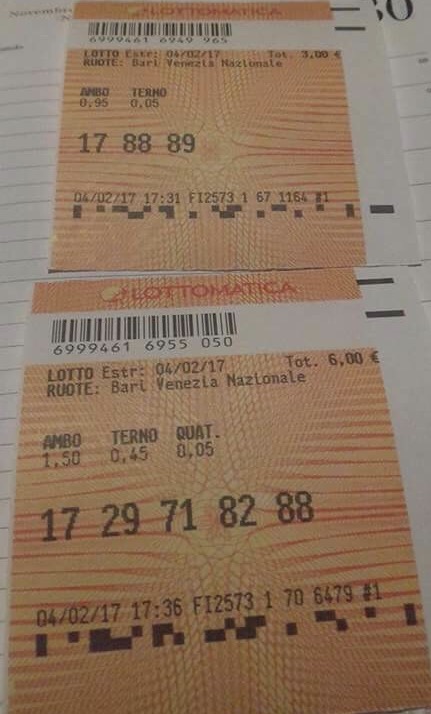 Novembre
30
LOTTOMATICA
6999461 6949 965
LOTTO Estr: 04/02/17 Tot. 3,00 €
RUOTE: Bari Venezia Nazionale
AMBO TERNO
0,95 0,05
17 88 89
04/02/17 17:31 FI2573 1 67 1164 #1
LOTTOMATICA
6999461 6955 050
LOTTO Estr: 04/02/17 Tot. 6,00 €
RUOTE: Bari Venezia Nazionale
AMBO TERNO QUAT.
1,50 0,45 0,05
17 29 71 82 88
04/02/17 17:36 FI2573 1 70 6479 #1